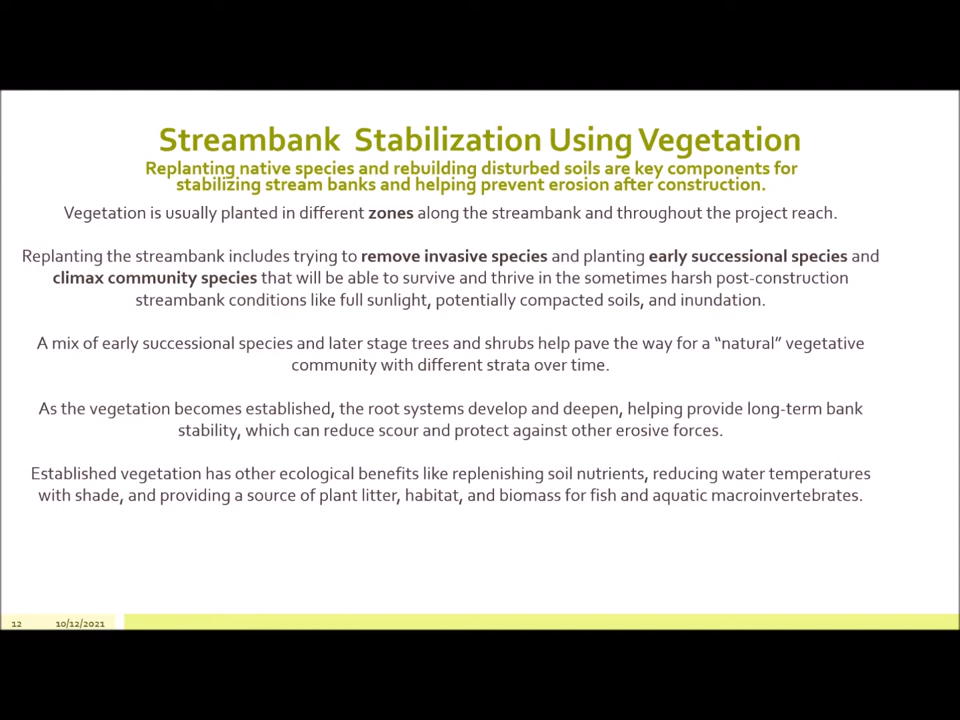 Streambank Stabilization Using Vegetation
Replanting native species and rebuilding disturbed soils are key components for
stabilizing stream banks and helping prevent erosion after construction.
Vegetation is usually planted in different zones along the streambank and throughout the project reach.
Replanting the streambank includes trying to remove invasive species and planting early successional species and
climax community species that will be able to survive and thrive in the sometimes harsh post-construction
streambank conditions like full sunlight, potentially compacted soils, and inundation.
A mix of early successional species and later stage trees and shrubs help pave the way for a “natural” vegetative
community with different strata over time.
As the vegetation becomes established, the root systems develop and deepen, helping provide long-term bank
stability, which can reduce scour and protect against other erosive forces.
Established vegetation has other ecological benefits like replenishing soil nutrients, reducing water temperatures
with shade, and providing a source of plant litter, habitat, and biomass for fish and aquatic macroinvertebrates.
12 10/12/2021